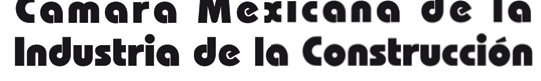 Camara Mexicana de la
Industria de la Construcción